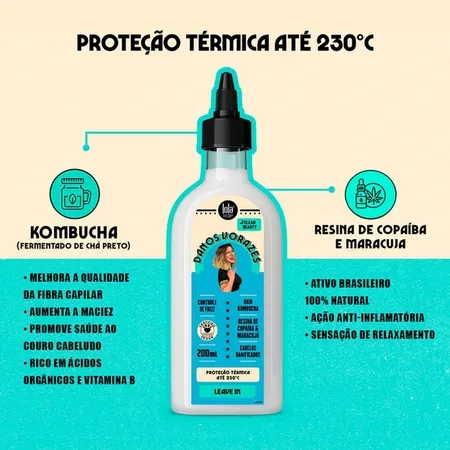 PROTEÇÃO TÉRMICA ATÉ 230°C
KOMBUCHA
(FERMENTADO DE CHÁ PRETO)
• MELHORA A QUALIDADE
DA FIBRA CAPILAR
• AUMENTA A MACIEZ
• PROMOVE SAÚDE AO
COURO CABELUDO
• RICO EM ÁCIDOS
ORGÂNICOS E VITAMINA B
lola
#CLEAN
BEAUTY
DANOS VORAZES
CONTROLE
DE FRIZZ
200ml
HAIR
KOMBUCHA
RESINA DE
COPAÍBA &
MARACUJÁ
CABELOS
DANIFICADOS
PROTEÇÃO TÉRMICA
ATÉ 230°C
LEAVE IN
RESINA DE COPAÍBA
E MARACUJA
• ATIVO BRASILEIRO
100% NATURAL
• AÇÃO ANTI-INFLAMATÓRIA
• SENSAÇÃO DE RELAXAMENTO